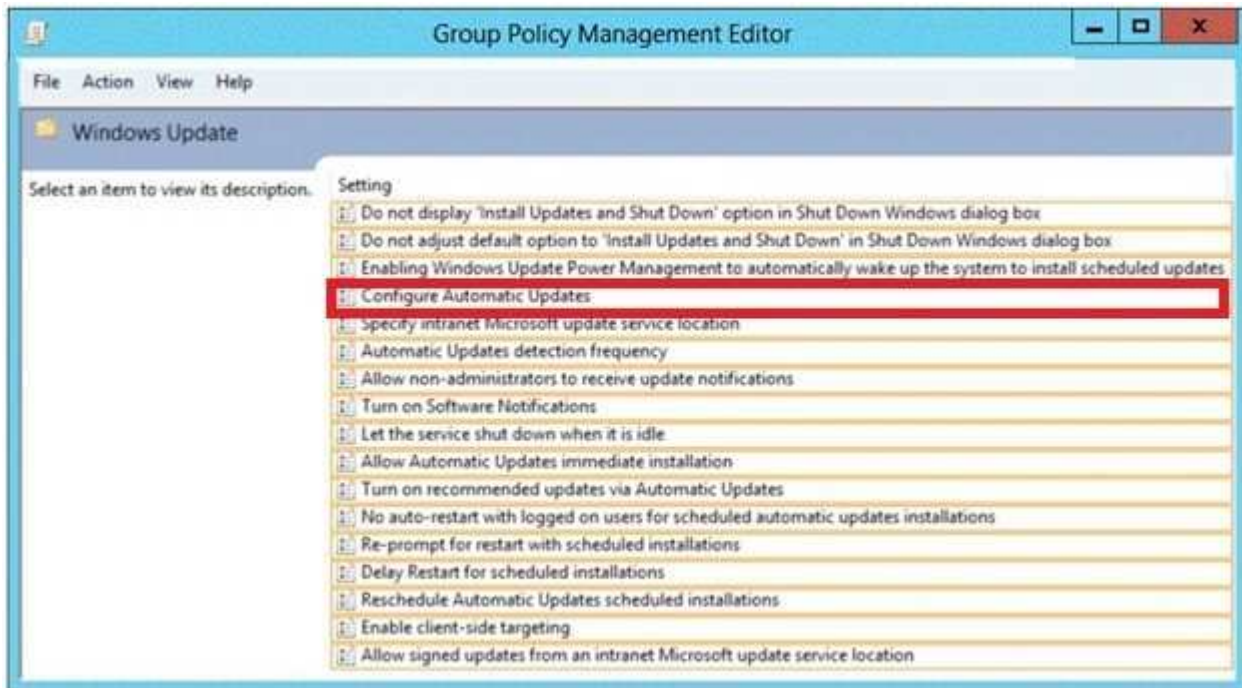 Group Policy Management Editor
File Action View Help
Windows Update
Select an item to view its description.
Setting
Do not display 'Install Updates and Shut Down' option in Shut Down Windows dialog box
Do not adjust default option to 'Install Updates and Shut Down' in Shut Down Windows dialog box
Enabling Windows Update Power Management to automatically wake up the system to install scheduled updates
Configure Automatic Updates
Specify intranet Microsoft update service location
Automatic Updates detection frequency
Allow non-administrators to receive update notifications
Turn on Software Notifications
Let the service shut down when it is idle
Allow Automatic Updates immediate installation
Turn on recommended updates via Automatic Updates
No auto-restart with logged on users for scheduled automatic updates installations
Re-prompt for restart with scheduled installations
Delay Restart for scheduled installations
Reschedule Automatic Updates scheduled installations
Enable client-side targeting
Allow signed updates from an intranet Microsoft update service location